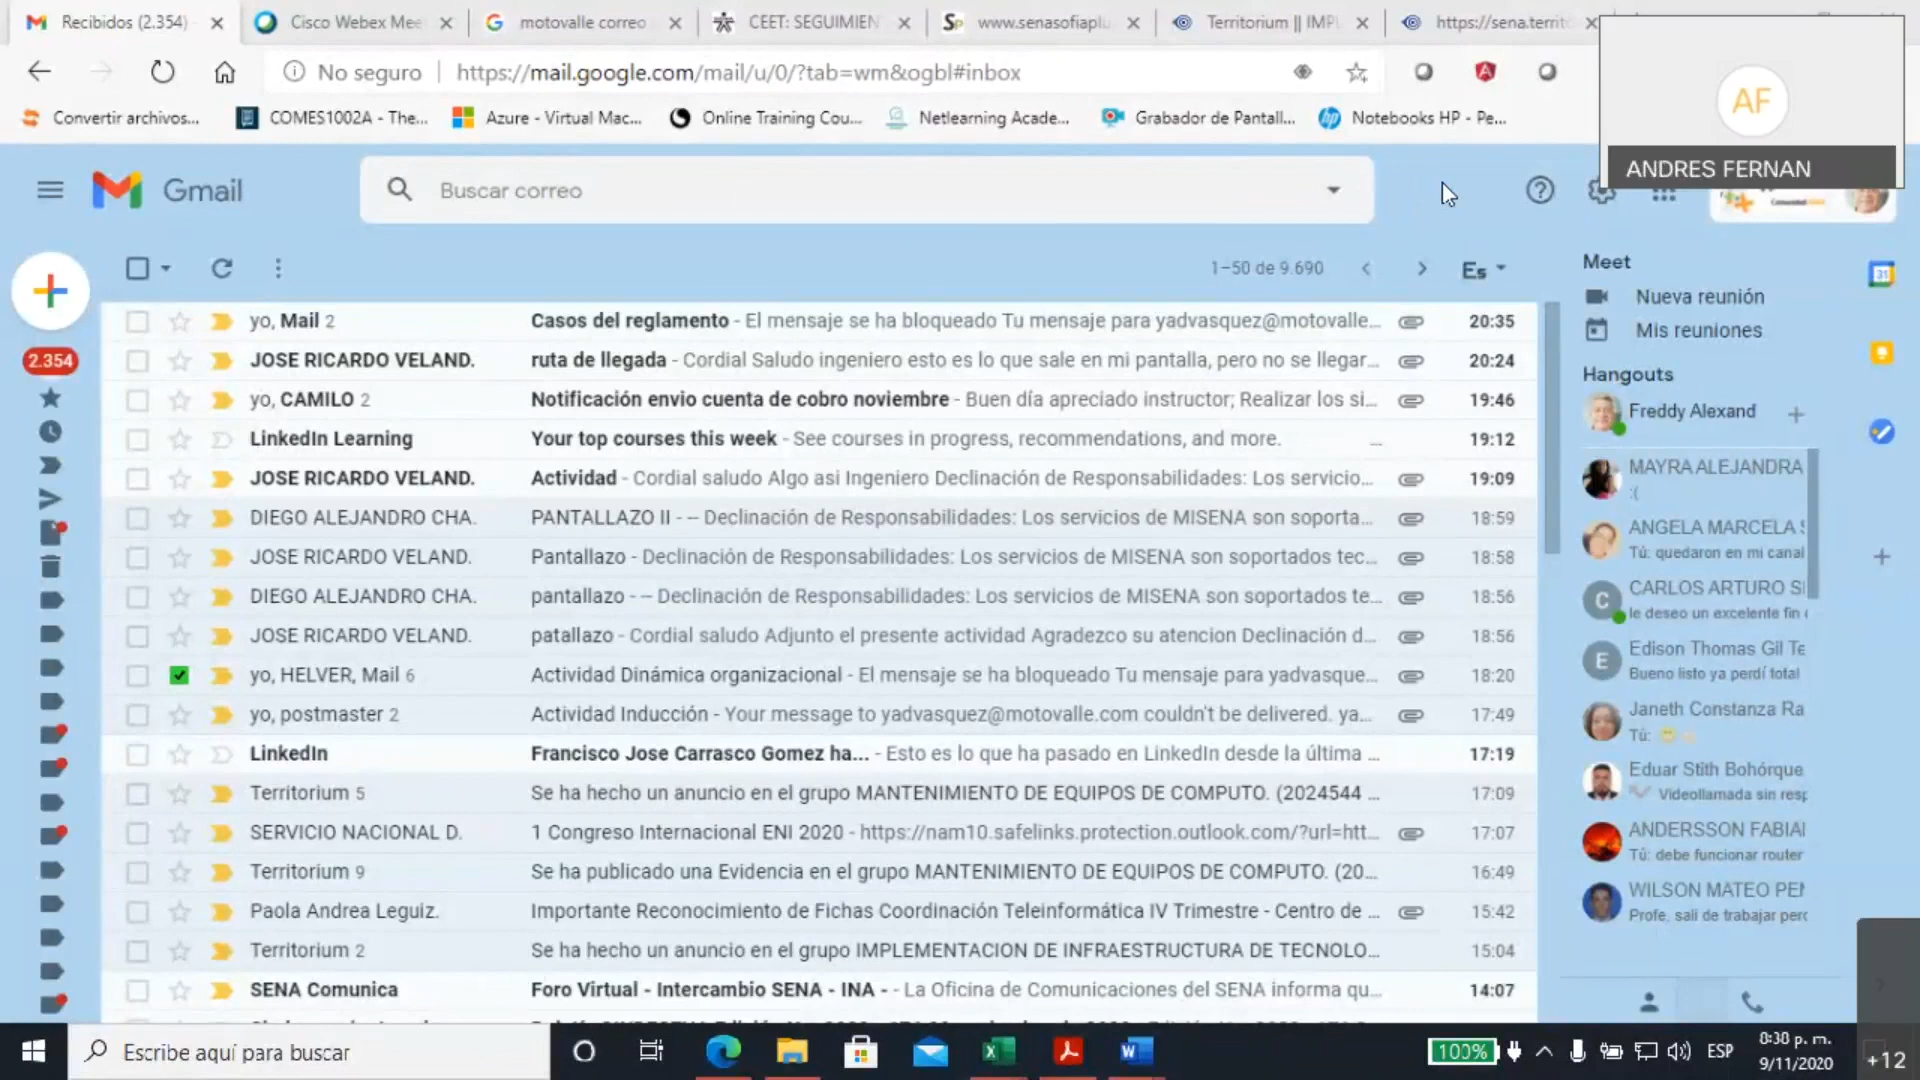 Recibidos (2.354)
Cisco Webex Mee
motovalle correo
CEET: SEGUIMIEN
www.senasofiaplu
Territorium || IMPL
https://sena.territo
No seguro
https://mail.google.com/mail/u/0/?tab=wm&ogbl#inbox
Convertir archivos...
COMES1002A - The...
Azure - Virtual Mac...
Online Training Cou...
Netlearning Acade...
Grabador de Pantall...
Notebooks HP - Pe...
AF
ANDRES FERNAN
Gmail
Buscar correo
1–50 de 9.690
Es
2.354
yo, Mail 2 Casos del reglamento - El mensaje se ha bloqueado Tu mensaje para yadvasquez@motovalle... 20:35
JOSE RICARDO VELAND. ruta de llegada - Cordial Saludo ingeniero esto es lo que sale en mi pantalla, pero no se llegar... 20:24
yo, CAMILO 2 Notificación envio cuenta de cobro noviembre - Buen día apreciado instructor; Realizar los si... 19:46
LinkedIn Learning Your top courses this week - See courses in progress, recommendations, and more. ... 19:12
JOSE RICARDO VELAND. Actividad - Cordial saludo Algo asi Ingeniero Declinación de Responsabilidades: Los servicio... 19:09
DIEGO ALEJANDRO CHA. PANTALLAZO II - -- Declinación de Responsabilidades: Los servicios de MISENA son soporta... 18:59
JOSE RICARDO VELAND. Pantallazo - Declinación de Responsabilidades: Los servicios de MISENA son soportados tec... 18:58
DIEGO ALEJANDRO CHA. pantallazo - -- Declinación de Responsabilidades: Los servicios de MISENA son soportados te... 18:56
JOSE RICARDO VELAND. patallazo - Cordial saludo Adjunto el presente actividad Agradezco su atencion Declinación d... 18:56
yo, HELVER, Mail 6 Actividad Dinámica organizacional - El mensaje se ha bloqueado Tu mensaje para yadvasque... 18:20
yo, postmaster 2 Actividad Inducción - Your message to yadvasquez@motovalle.com couldn't be delivered. ya... 17:49
LinkedIn Francisco Jose Carrasco Gomez ha... - Esto es lo que ha pasado en LinkedIn desde la última ... 17:19
Territorium 5 Se ha hecho un anuncio en el grupo MANTENIMIENTO DE EQUIPOS DE COMPUTO. (2024544 ... 17:09
SERVICIO NACIONAL D. 1 Congreso Internacional ENI 2020 - https://nam10.safelinks.protection.outlook.com/?url=htt... 17:07
Territorium 9 Se ha publicado una Evidencia en el grupo MANTENIMIENTO DE EQUIPOS DE COMPUTO. (20... 16:49
Paola Andrea Leguiz. Importante Reconocimiento de Fichas Coordinación Teleinformática IV Trimestre - Centro de ... 15:42
Territorium 2 Se ha hecho un anuncio en el grupo IMPLEMENTACION DE INFRAESTRUCTURA DE TECNOLO... 15:04
SENA Comunica Foro Virtual - Intercambio SENA - INA - - La Oficina de Comunicaciones del SENA informa qu... 14:07
Meet
Nueva reunión
Mis reuniones
Hangouts
Freddy Alexand
MAYRA ALEJANDRA
:(
ANGELA MARCELA S
Tú: quedaron en mi canal
CARLOS ARTURO SI
le deseo un excelente fin
Edison Thomas Gil Te
Bueno listo ya perdí total
Janeth Constanza Ra
Tú:
Eduar Stith Bohórque
Videollamada sin resp
ANDERSSON FABIAI
Tú: debe funcionar router
WILSON MATEO PEI
Profe, sali de trabajar perc
Escribe aquí para buscar
100%
ESP
8:38 p. m.
9/11/2020
+12